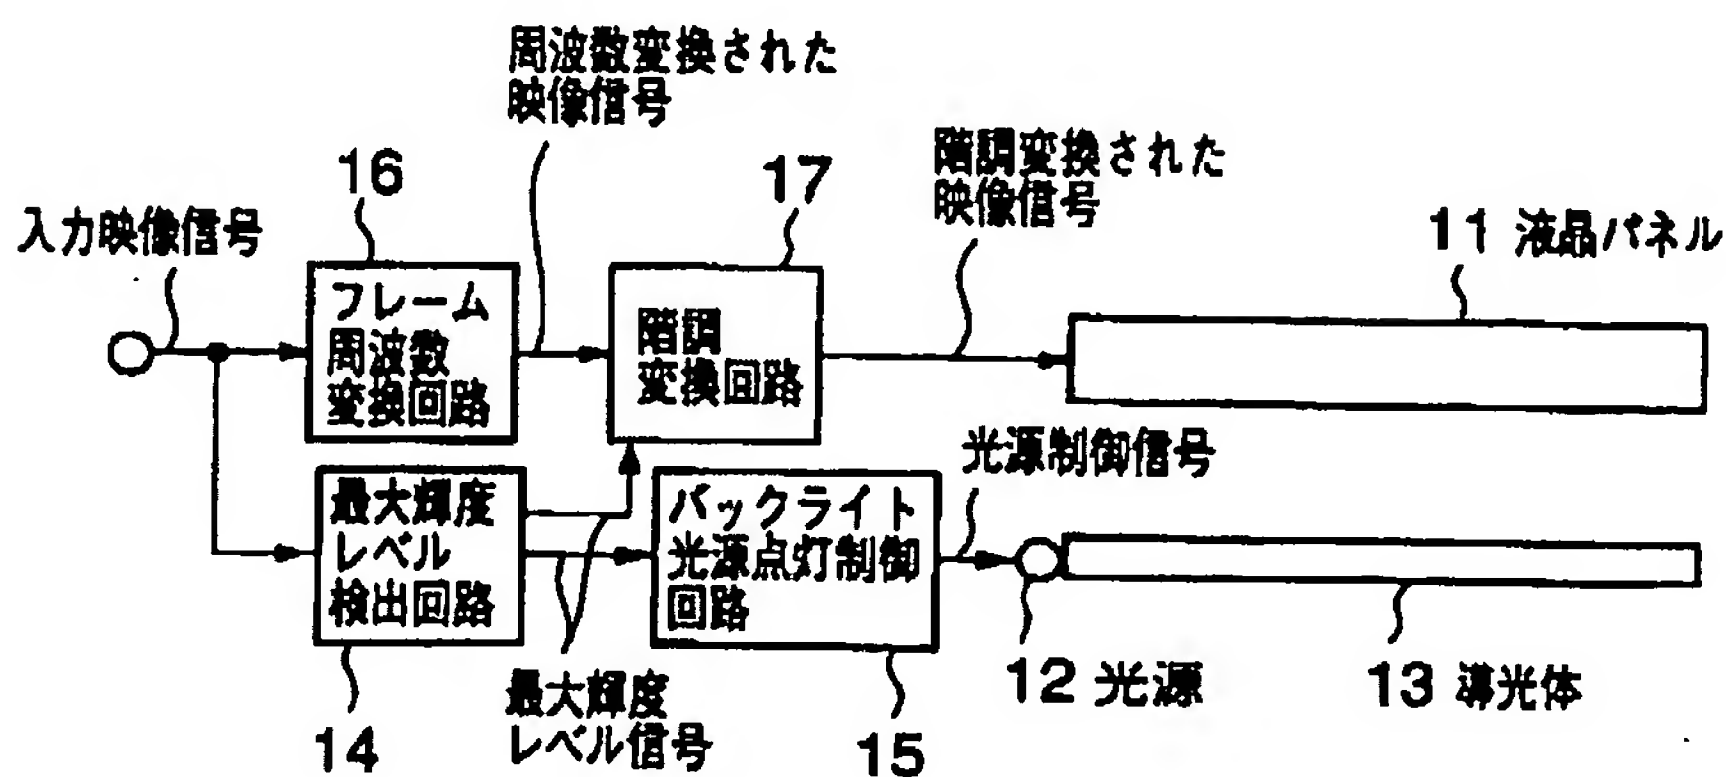 周波数変換された
映像信号
16
17
階調変換された
映像信号
入力映像信号
11 液晶パネル
フレーム
周波数
変換回路
階調
変換回路
光源制御信号
最大輝度
レベル
検出回路
バックライト
光源点灯制御
回路
12 光源
13 導光体
最大輝度
レベル信号
14
15